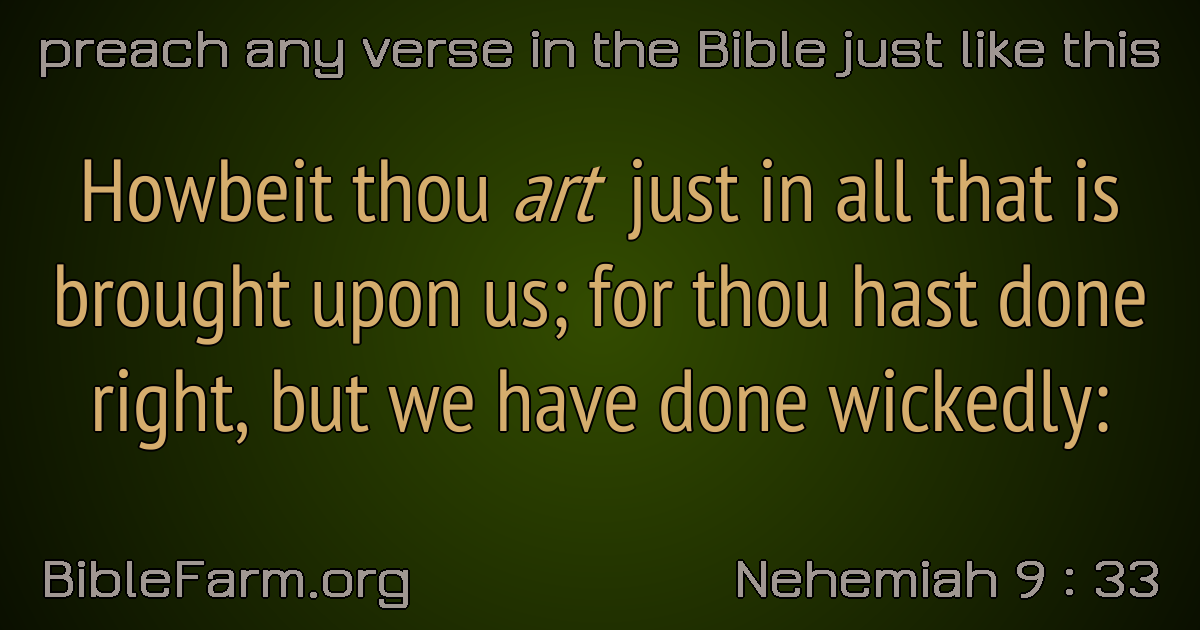 preach any verse in the Bible just like this
Howbeit thou art just in all that is
brought upon us; for thou hast done
right, but we have done wickedly:
BibleFarm.org
Nehemiah 9 : 33